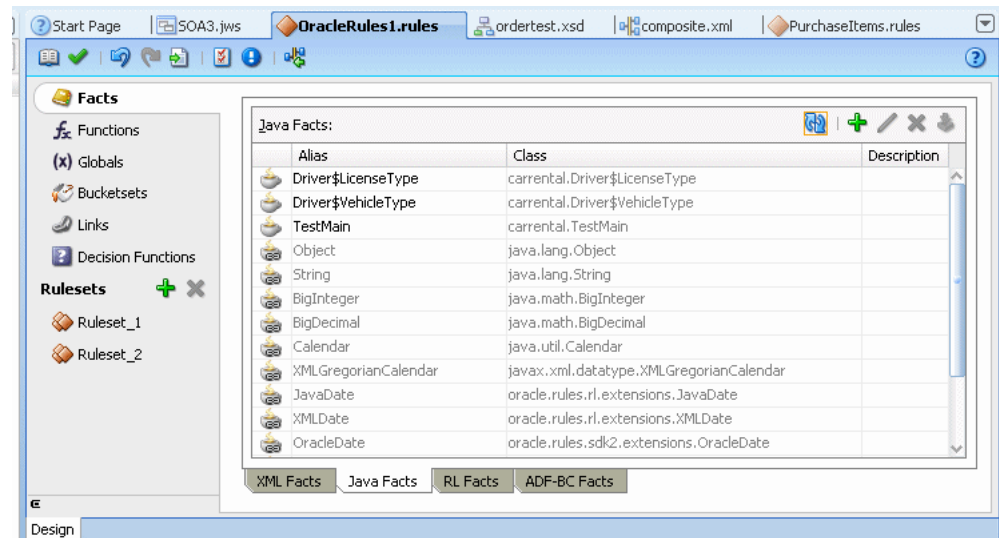 Start Page SOA3.jws OracleRules1.rules ordertest.xsd composite.xml PurchaseItems.rules
Facts
Functions
(x) Globals
Bucketsets
Links
Decision Functions
Rulesets
Ruleset_1
Ruleset_2
Java Facts:
Alias Class Description
Driver$LicenseType carrental.Driver$LicenseType
Driver$VehicleType carrental.Driver$VehicleType
TestMain carrental.TestMain
Object java.lang.Object
String java.lang.String
BigInteger java.math.BigInteger
BigDecimal java.math.BigDecimal
Calendar java.util.Calendar
XMLGregorianCalendar javax.xml.datatype.XMLGregorianCalendar
JavaDate oracle.rules.rl.extensions.JavaDate
XMLDate oracle.rules.rl.extensions.XMLDate
OracleDate oracle.rules.sdk2.extensions.OracleDate
XML Facts Java Facts RL Facts ADF-BC Facts
Design